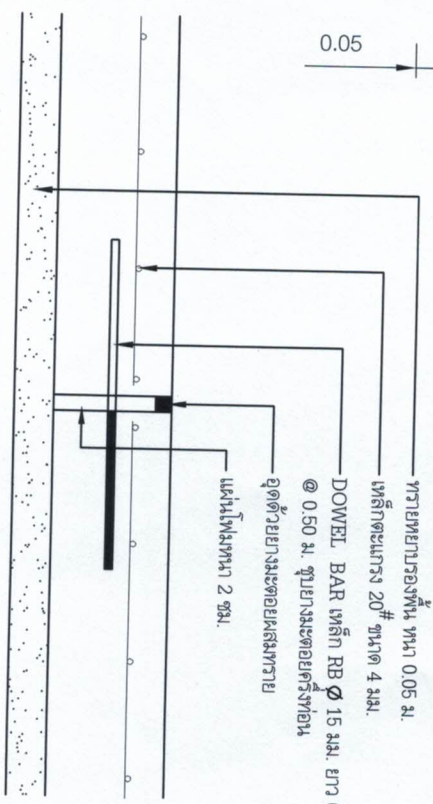 0.05
ทรายหยาบรองพื้น หนา 0.05 ม.
เหล็กตะแกรง 20# ขนาด 4 มม.
DOWEL BAR เหล็ก RB Ø 15 มม. ยาว
@ 0.50 ม. ชุบยางมะตอยครึ่งท่อน
อุดด้วยยางมะตอยผสมทราย
แผ่นโฟมหนา 2 ซม.